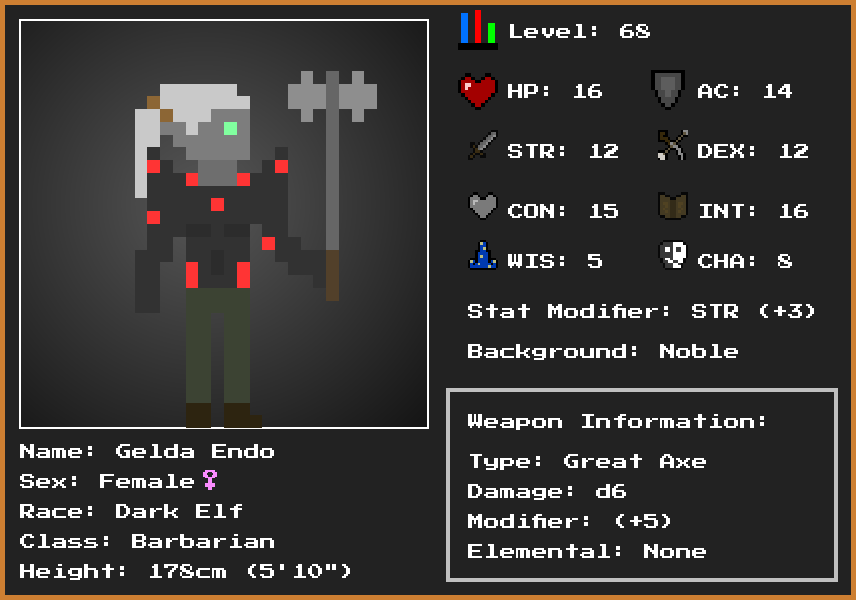 Level: 68
HP: 16
AC: 14
STR: 12
DEX: 12
CON: 15
INT: 16
WIS: 5
CHA: 8
Stat Modifier: STR (+3)
Background: Noble
Weapon Information:
Type: Great Axe
Damage: d6
Modifier: (+5)
Elemental: None
Name: Gelda Endo
Sex: Female♀
Race: Dark Elf
Class: Barbarian
Height: 178cm (5'10")